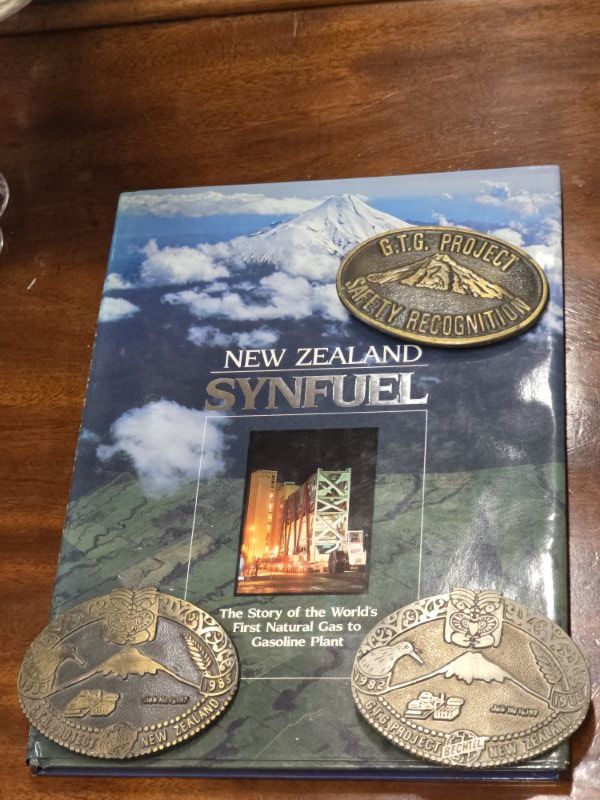 G.T.G. PROJECT
SAFETY RECOGNITION
NEW ZEALAND
SYNFUEL
The Story of the World's
First Natural Gas to
Gasoline Plant
NEW ZEALAND
1982
G.T.G. PROJECT
BECHTEL
NEW ZEALAND